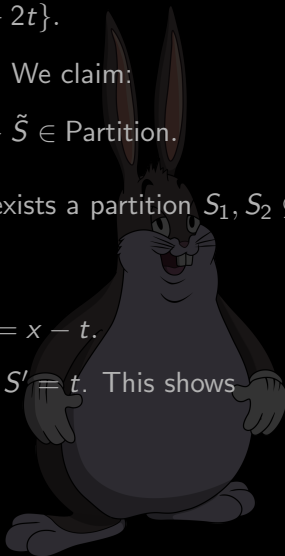 2t}.
We claim:
S̃ ∈ Partition.
exists a partition S₁, S₂
= x − t.
S′ = t. This shows